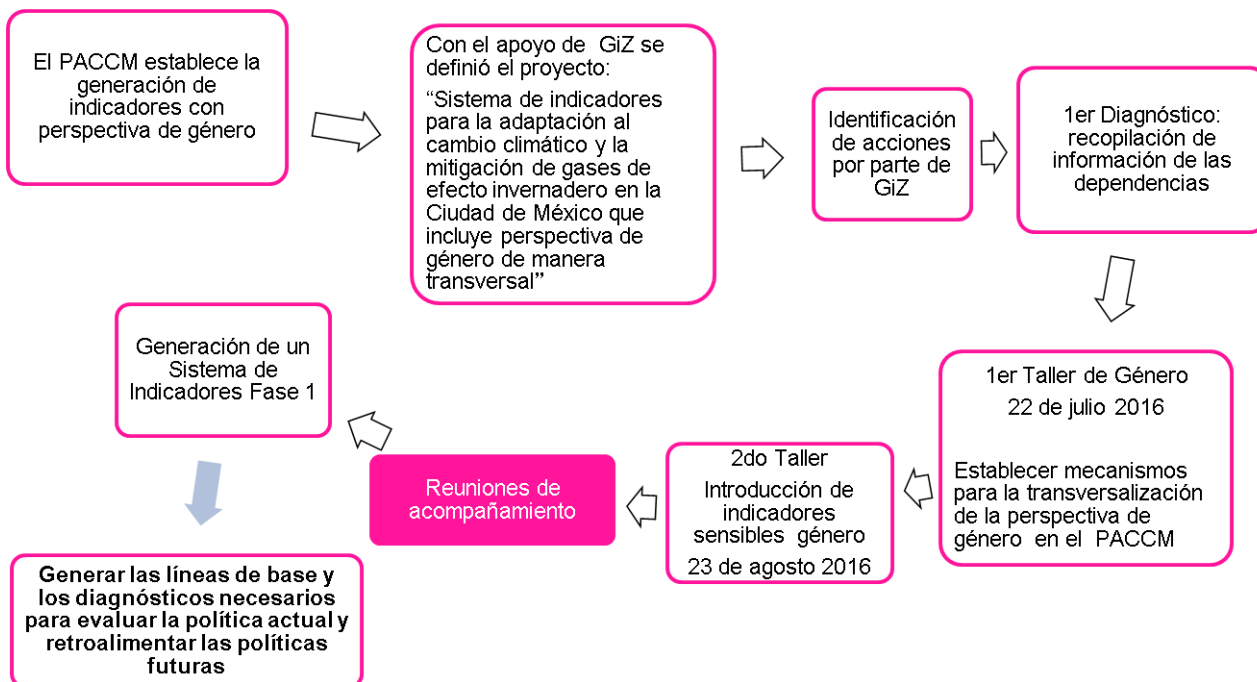 El PACCM establece la
generación de
indicadores con
perspectiva de género
Con el apoyo de GiZ se
definió el proyecto:
“Sistema de indicadores
para la adaptación al
cambio climático y la
mitigación de gases de
efecto invernadero en la
Ciudad de México que
incluye perspectiva de
género de manera
transversal”
Identificación
de acciones
por parte de
GiZ
1er Diagnóstico:
recopilación de
información de las
dependencias
1er Taller de Género
22 de julio 2016
Establecer mecanismos
para la transversalización
de la perspectiva de
género en el PACCM
2do Taller
Introducción de
indicadores
sensibles género
23 de agosto 2016
Reuniones de
acompañamiento
Generación de un
Sistema de
Indicadores Fase 1
Generar las líneas de base y
los diagnósticos necesarios
para evaluar la política actual y
retroalimentar las políticas
futuras